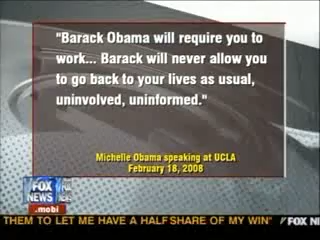 "Barack Obama will require you to
work... Barack will never allow you
to go back to your lives as usual,
uninvolved, uninformed."
Michelle Obama speaking at UCLA
February 18, 2008
FOX
NEWS
.mobi
THEM TO LET ME HAVE A HALF SHARE OF MY WIN"
FOX NEWS